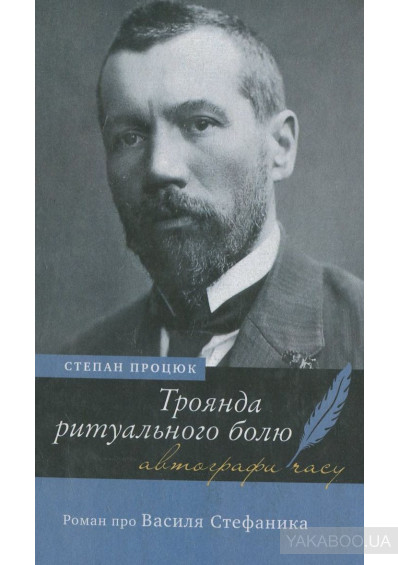 СТЕПАН ПРОЦЮК
Троянда
ритуального болю
автографи часу
Роман про Василя Стефаника
YAKABOO.UA